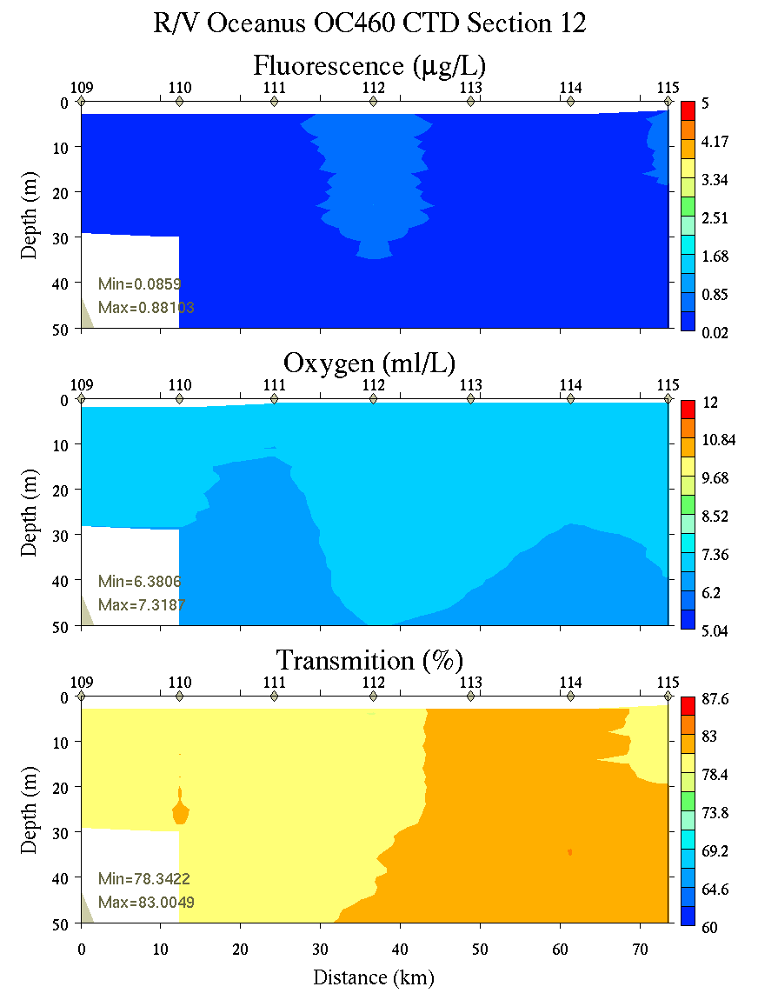 R/V Oceanus OC460 CTD Section 12
Fluorescence (μg/L)
109 110 111 112 113 114 115
0
10
20
30
40
50
Depth (m)
Min=0.0859
Max=0.88103
5
4.17
3.34
2.51
1.68
0.85
0.02
Oxygen (ml/L)
109 110 111 112 113 114 115
0
10
20
30
40
50
Depth (m)
Min=6.3806
Max=7.3187
12
10.84
9.68
8.52
7.36
6.2
5.04
Transmition (%)
109 110 111 112 113 114 115
0
10
20
30
40
50
Depth (m)
Min=78.3422
Max=83.0049
87.6
83
78.4
73.8
69.2
64.6
60
0 10 20 30 40 50 60 70
Distance (km)